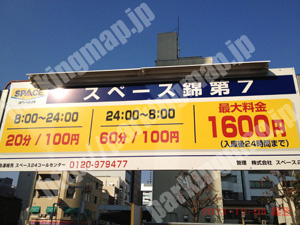 SPACE
スペース錦第7
8:00～24:00
20分 / 100円
24:00～8:00
60分 / 100円
最大料金
1600円
(入庫後24時間まで)
スペース24コールセンター 0120-979477
管理 株式会社 スペース
parkingmap.jp